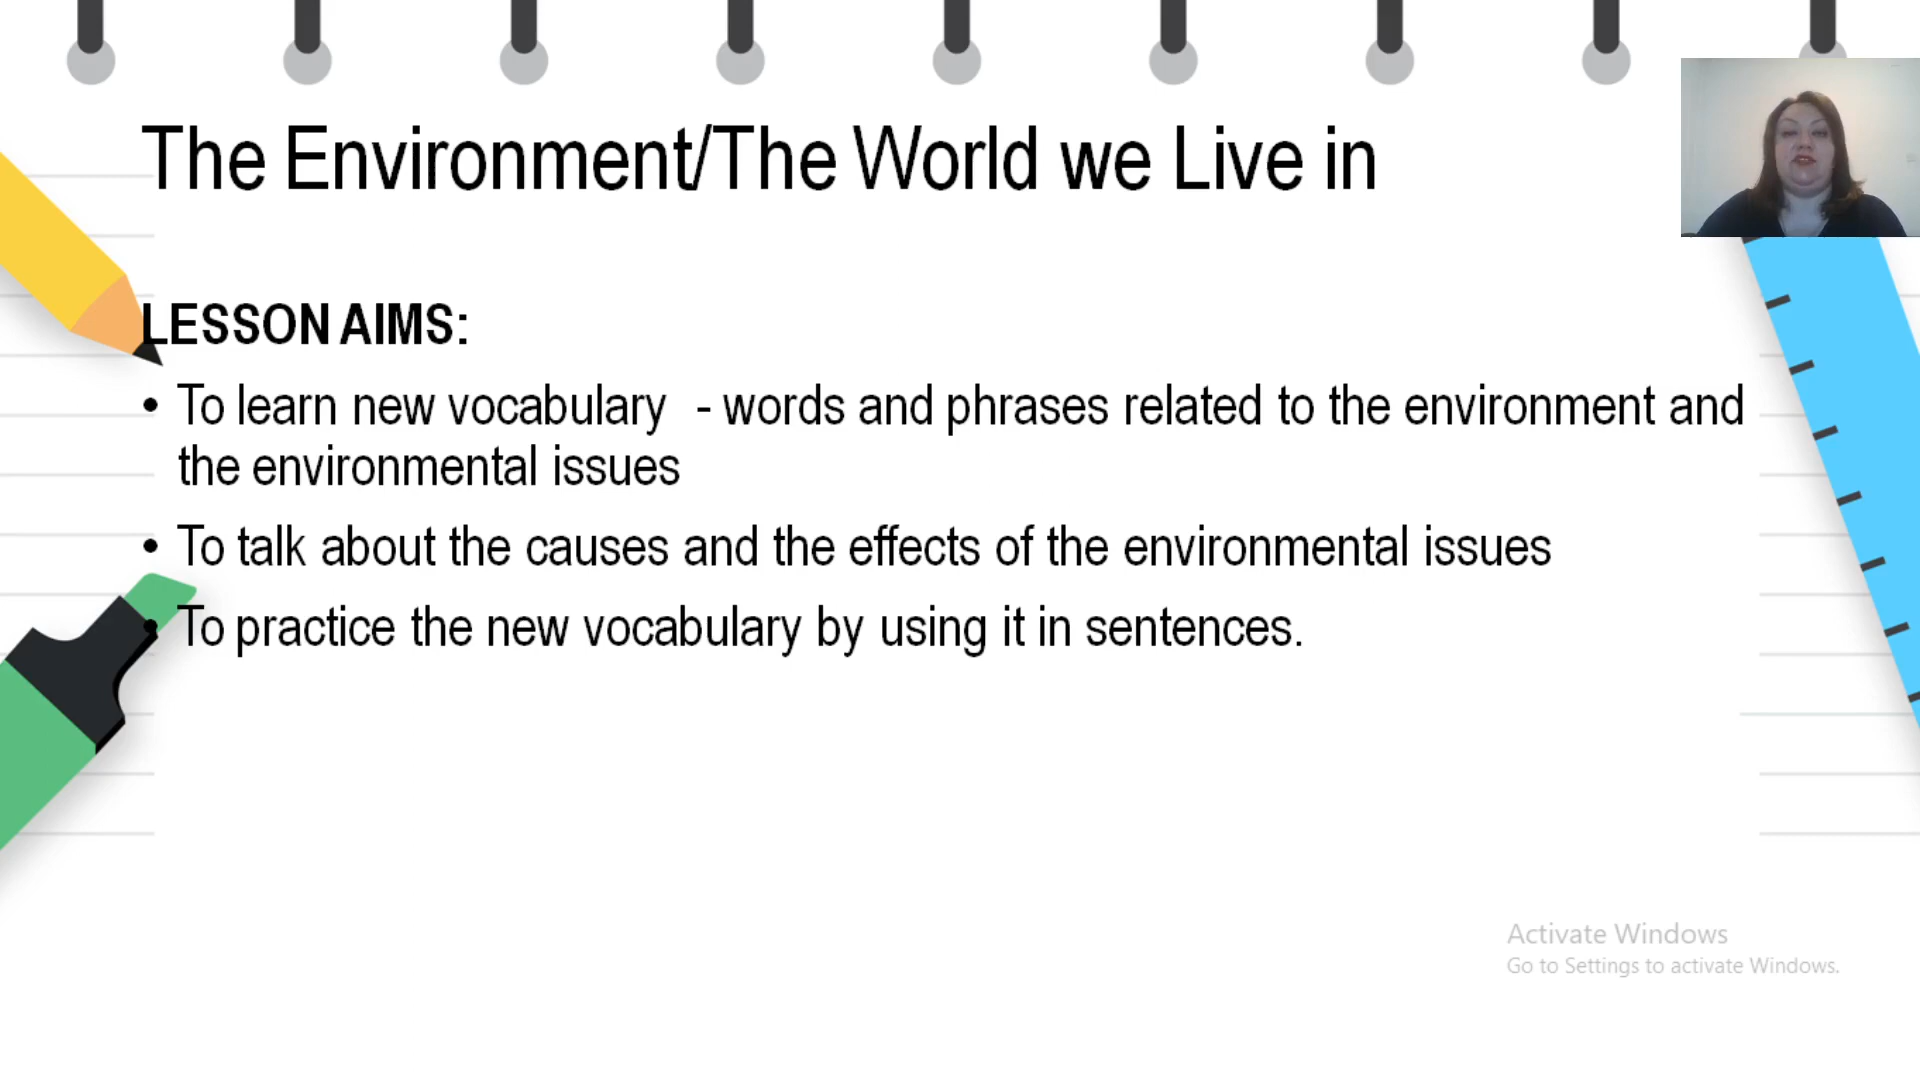 The Environment/The World we Live in
LESSON AIMS:
• To learn new vocabulary - words and phrases related to the environment and
the environmental issues
• To talk about the causes and the effects of the environmental issues
• To practice the new vocabulary by using it in sentences.
Activate Windows
Go to Settings to activate Windows.